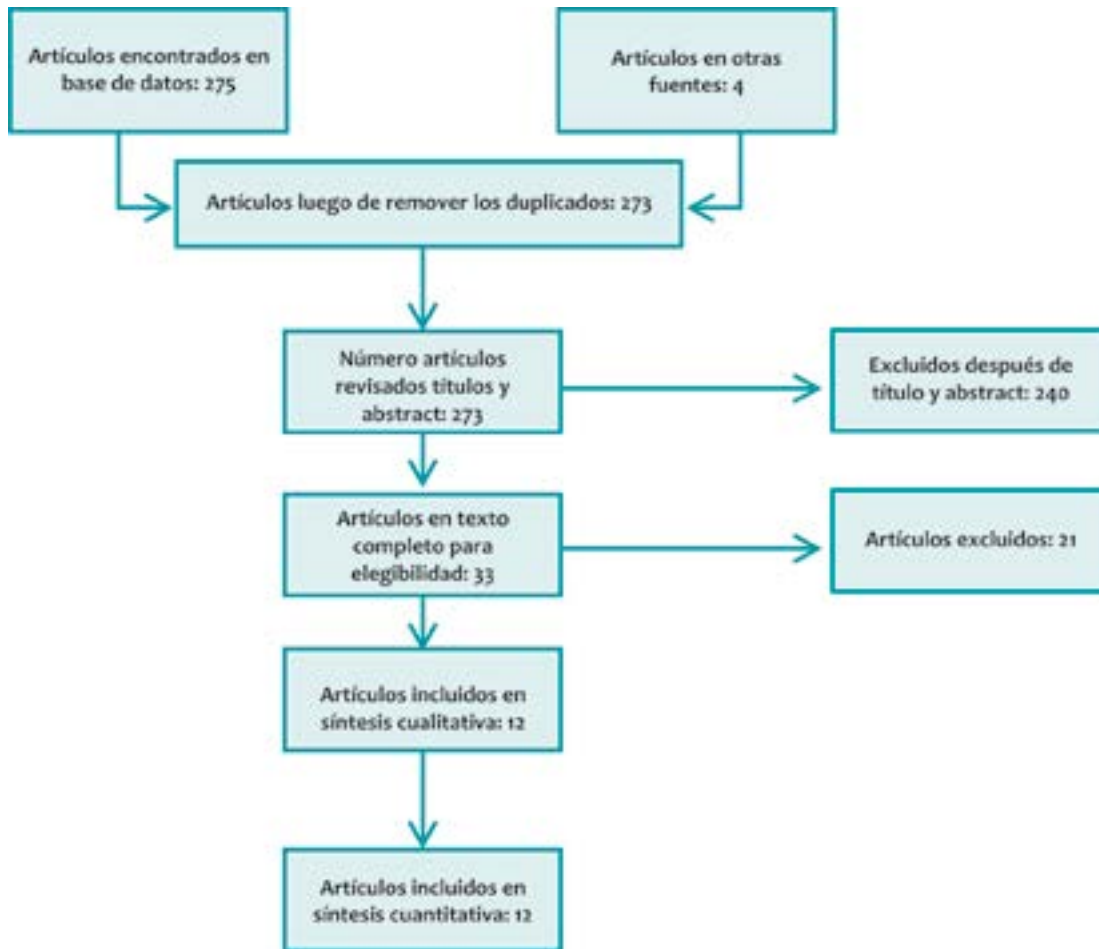 Artículos encontrados en
base de datos: 275
Artículos en otras
fuentes: 4
Artículos luego de remover los duplicados: 273
Número artículos
revisados títulos y
abstract: 273
Excluidos después de
título y abstract: 240
Artículos en texto
completo para
elegibilidad: 33
Artículos excluidos: 21
Artículos incluidos en
síntesis cualitativa: 12
Artículos incluidos en
síntesis cuantitativa: 12